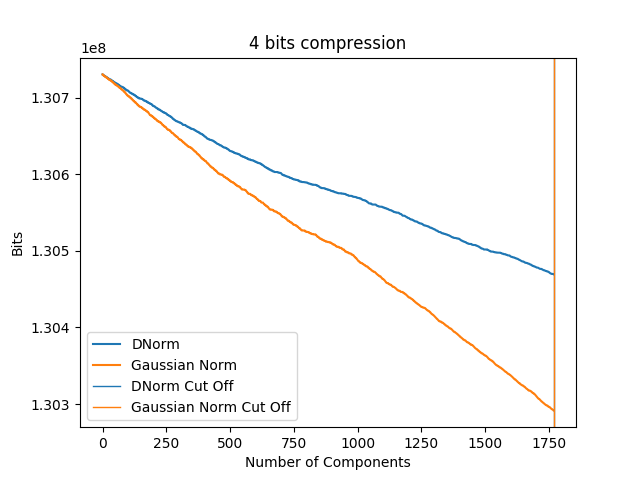 4 bits compression
1e8
1.307
1.306
1.305
1.304
1.303
Bits
DNorm
Gaussian Norm
DNorm Cut Off
Gaussian Norm Cut Off
0 250 500 750 1000 1250 1500 1750
Number of Components